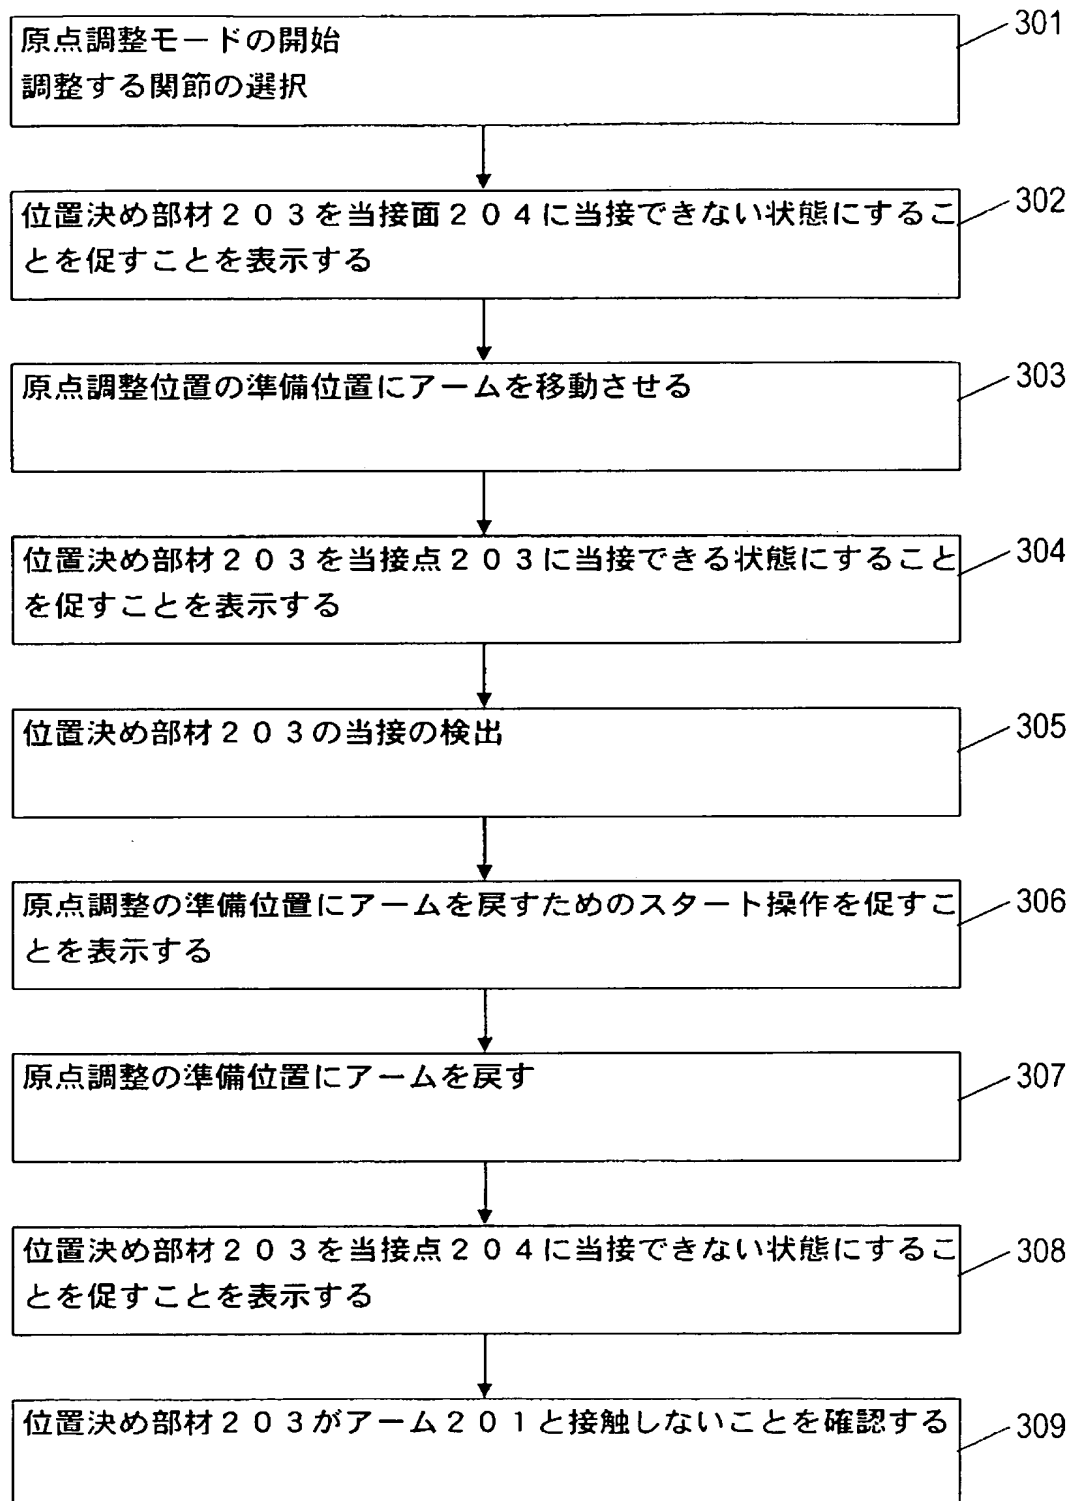 原点調整モードの開始
調整する関節の選択
301
位置決め部材２０３を当接面２０４に当接できない状態にするこ
とを促すことを表示する
302
原点調整位置の準備位置にアームを移動させる
303
位置決め部材２０３を当接点２０３に当接できる状態にすること
を促すことを表示する
304
位置決め部材２０３の当接の検出
305
原点調整の準備位置にアームを戻すためのスタート操作を促すこ
とを表示する
306
原点調整の準備位置にアームを戻す
307
位置決め部材２０３を当接点２０４に当接できない状態にするこ
とを促すことを表示する
308
位置決め部材２０３がアーム２０１と接触しないことを確認する
309